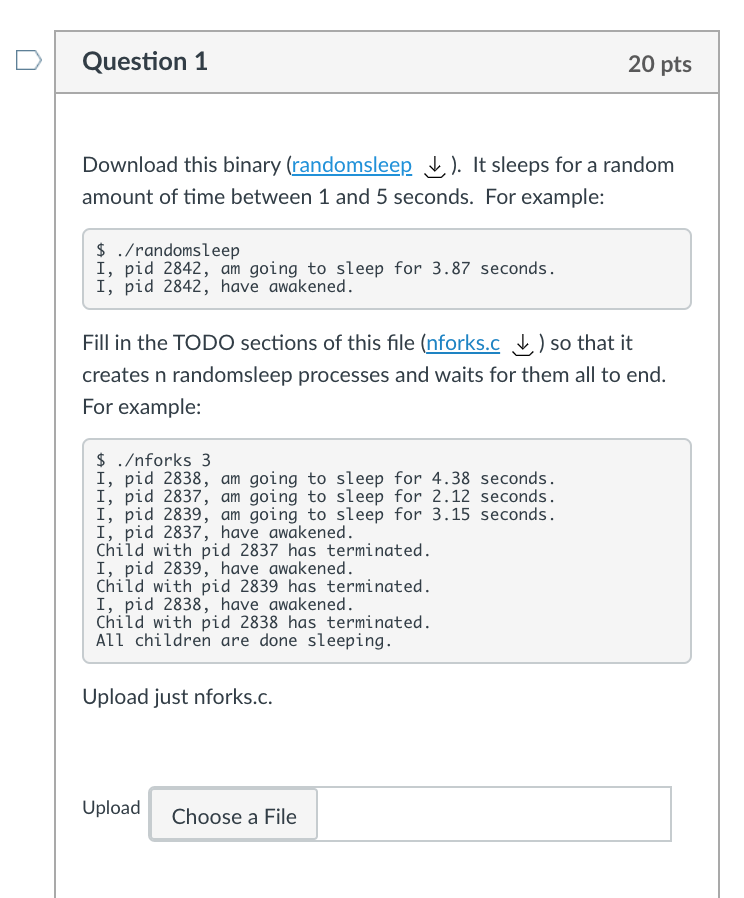 Question 1
20 pts
Download this binary (randomsleep ). It sleeps for a random
amount of time between 1 and 5 seconds. For example:
$ ./randomsleep
I, pid 2842, am going to sleep for 3.87 seconds.
I, pid 2842, have awakened.
Fill in the TODO sections of this file (nforks.c ) so that it
creates n randomsleep processes and waits for them all to end.
For example:
$ ./nforks 3
I, pid 2838, am going to sleep for 4.38 seconds.
I, pid 2837, am going to sleep for 2.12 seconds.
I, pid 2839, am going to sleep for 3.15 seconds.
I, pid 2837, have awakened.
Child with pid 2837 has terminated.
I, pid 2839, have awakened.
Child with pid 2839 has terminated.
I, pid 2838, have awakened.
Child with pid 2838 has terminated.
All children are done sleeping.
Upload just nforks.c.
Upload
Choose a File